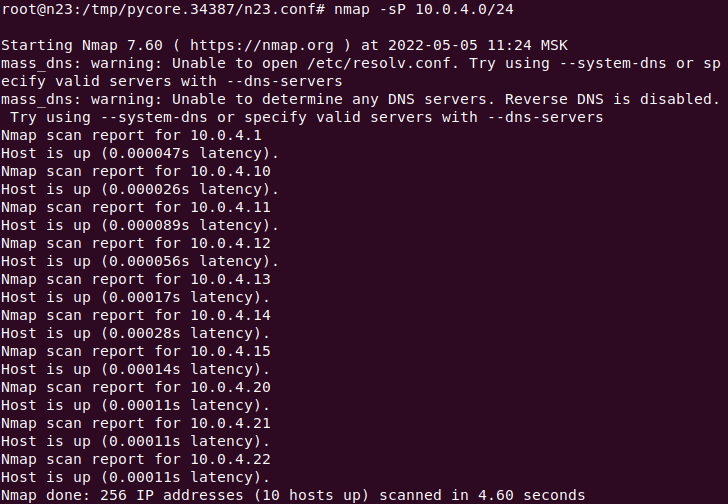 root@n23:/tmp/pycore.34387/n23.conf# nmap -sP 10.0.4.0/24

Starting Nmap 7.60 ( https://nmap.org ) at 2022-05-05 11:24 MSK
mass_dns: warning: Unable to open /etc/resolv.conf. Try using --system-dns or sp
ecify valid servers with --dns-servers
mass_dns: warning: Unable to determine any DNS servers. Reverse DNS is disabled.
 Try using --system-dns or specify valid servers with --dns-servers
Nmap scan report for 10.0.4.1
Host is up (0.000047s latency).
Nmap scan report for 10.0.4.10
Host is up (0.000026s latency).
Nmap scan report for 10.0.4.11
Host is up (0.000089s latency).
Nmap scan report for 10.0.4.12
Host is up (0.000056s latency).
Nmap scan report for 10.0.4.13
Host is up (0.00017s latency).
Nmap scan report for 10.0.4.14
Host is up (0.00028s latency).
Nmap scan report for 10.0.4.15
Host is up (0.00014s latency).
Nmap scan report for 10.0.4.20
Host is up (0.00011s latency).
Nmap scan report for 10.0.4.21
Host is up (0.00011s latency).
Nmap scan report for 10.0.4.22
Host is up (0.00011s latency).
Nmap done: 256 IP addresses (10 hosts up) scanned in 4.60 seconds